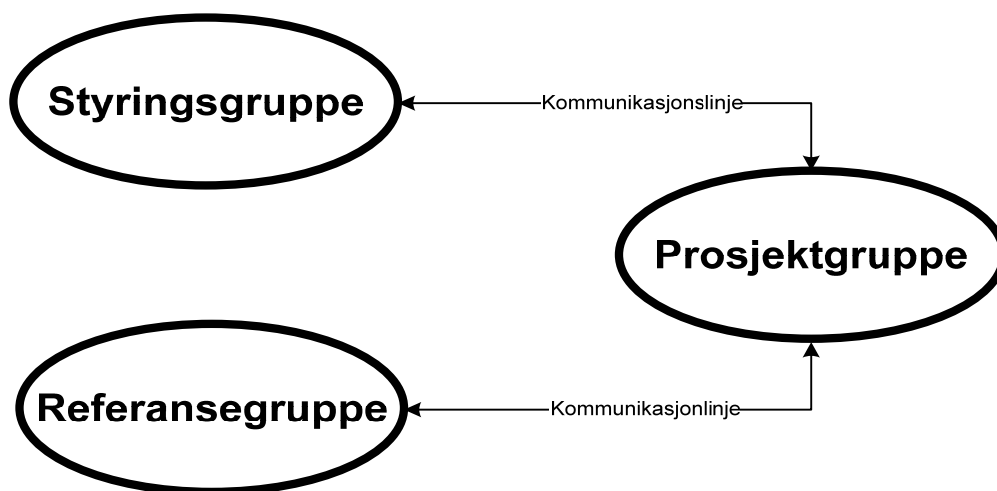 Styringsgruppe
Kommunikasjonslinje
Prosjektgruppe
Referansegruppe
Kommunikasjonlinje